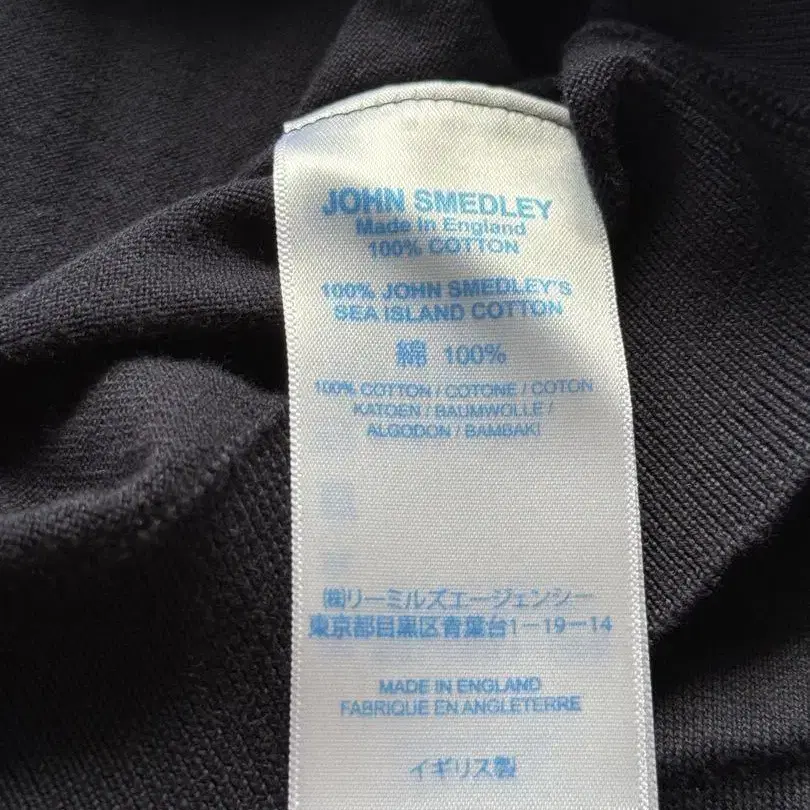 JOHN SMEDLEY
Made in England
100% COTTON
100% JOHN SMEDLEY'S
SEA ISLAND COTTON
綿 100%
100% COTTON / COTONE / COTON
KATOEN / BAUMWOLLE /
ALGODON / BAMBAKI
㈱リーミルズエージェンシー
東京都目黒区青葉台1-19-14
MADE IN ENGLAND
FABRIQUE EN ANGLETERRE
イギリス製